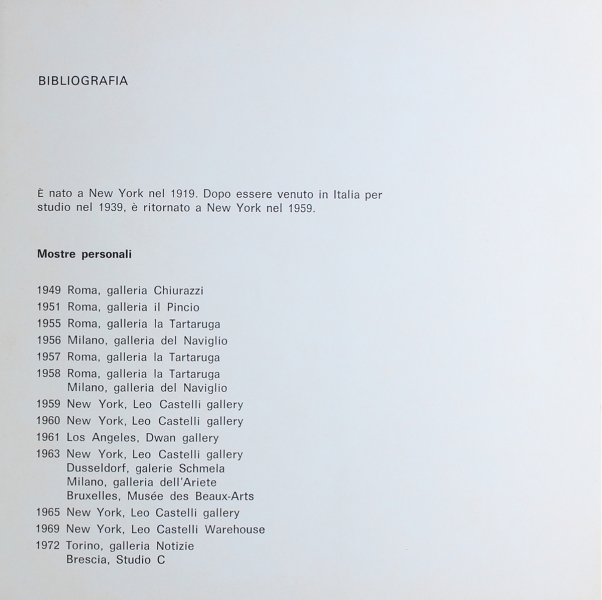 BIBLIOGRAFIA
È nato a New York nel 1919. Dopo essere venuto in Italia per
studio nel 1939, è ritornato a New York nel 1959.
Mostre personali
1949 Roma, galleria Chiurazzi
1951 Roma, galleria il Pincio
1955 Roma, galleria la Tartaruga
1956 Milano, galleria del Naviglio
1957 Roma, galleria la Tartaruga
1958 Roma, galleria la Tartaruga
Milano, galleria del Naviglio
1959 New York, Leo Castelli gallery
1960 New York, Leo Castelli gallery
1961 Los Angeles, Dwan gallery
1963 New York, Leo Castelli gallery
Dusseldorf, galerie Schmela
Milano, galleria dell'Ariete
Bruxelles, Musée des Beaux-Arts
1965 New York, Leo Castelli gallery
1969 New York, Leo Castelli Warehouse
1972 Torino, galleria Notizie
Brescia, Studio C